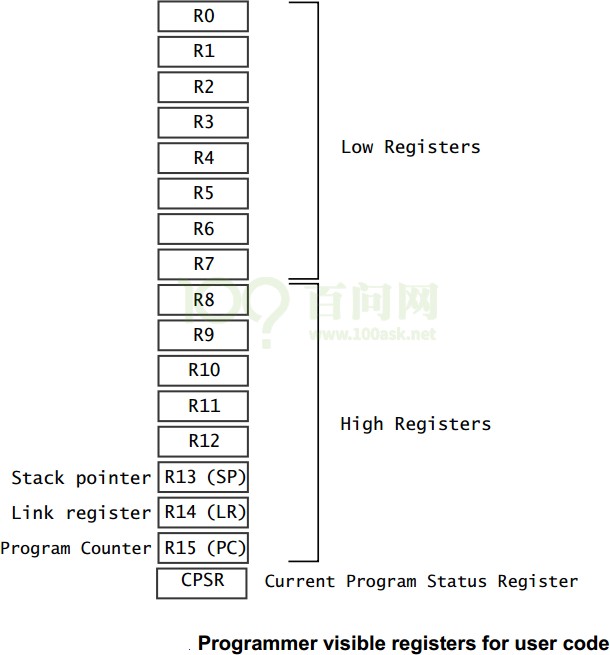 R0
R1
R2
R3
R4
Low Registers
R5
R6
R7
R8
100
百问网
www.100ask.net
R9
R10
R11
High Registers
R12
Stack pointer R13 (SP)
Link register R14 (LR)
Program Counter R15 (PC)
CPSR Current Program Status Register
Programmer visible registers for user code